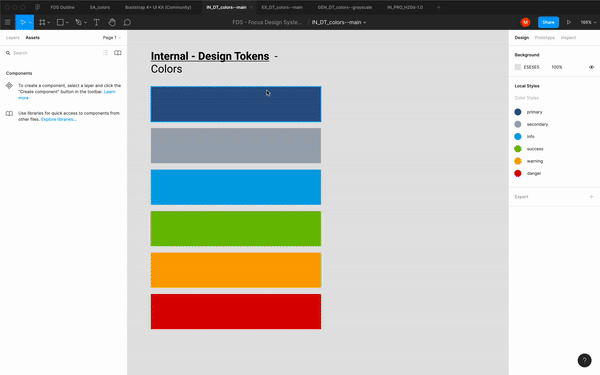 FDS Outline
SA_colors
Bootstrap 4+ UI Kit (Community)
IN_DT_colors--main
EX_DT_colors--main
GEN_DT_colors--grayscale
IN_PRO_H2Gs-1.0
FDS - Focus Design Syste...
/ IN_DT_colors--main
M
Share
166%
Layers
Assets
Page 1
Search
Components
To create a component, select a layer and click the
"Create component" button in the toolbar. Learn
more.
Use libraries for quick access to components from
other files. Explore libraries...
Internal - Design Tokens -
Colors
Design
Prototype
Inspect
Background
E5E5E5
100%
Local Styles
Color Styles
primary
secondary
info
success
warning
danger
Export
+
?